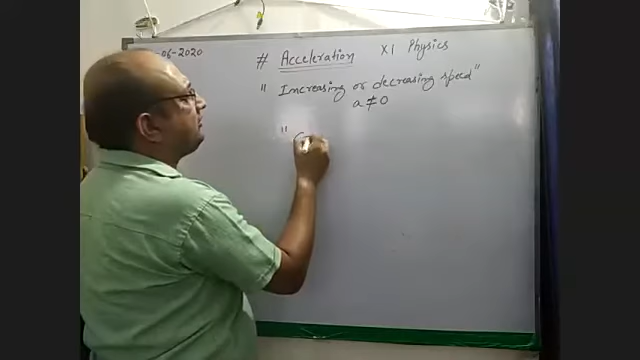 -06-2020
# Acceleration XI Physics
" Increasing or decreasing speed"
a ≠ 0
" C